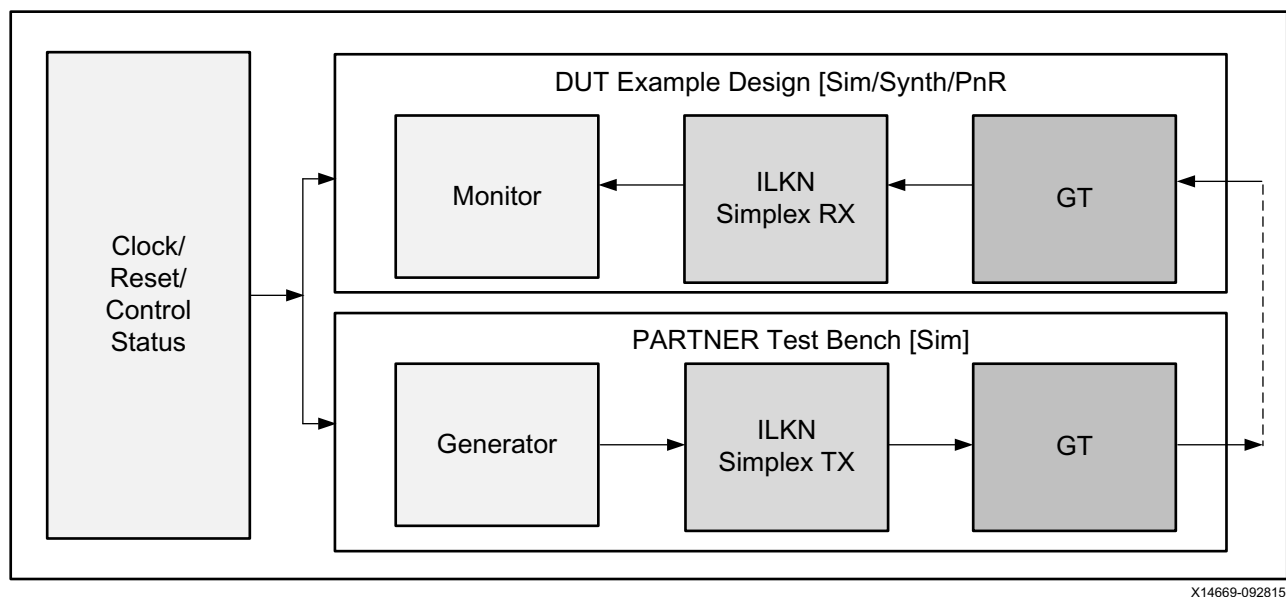 DUT Example Design [Sim/Synth/PnR
Monitor
ILKN
Simplex RX
GT
Clock/
Reset/
Control
Status
PARTNER Test Bench [Sim]
Generator
ILKN
Simplex TX
GT
X14669-092815